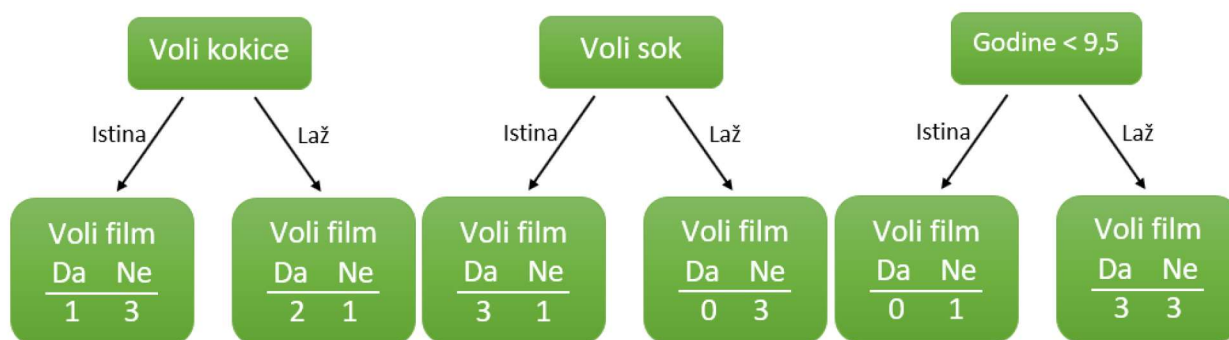 Voli kokice
Istina
Laž
Voli film
Da Ne
1 3
Voli film
Da Ne
2 1
Voli sok
Istina
Laž
Voli film
Da Ne
3 1
Voli film
Da Ne
0 3
Godine < 9,5
Istina
Laž
Voli film
Da Ne
0 1
Voli film
Da Ne
3 3